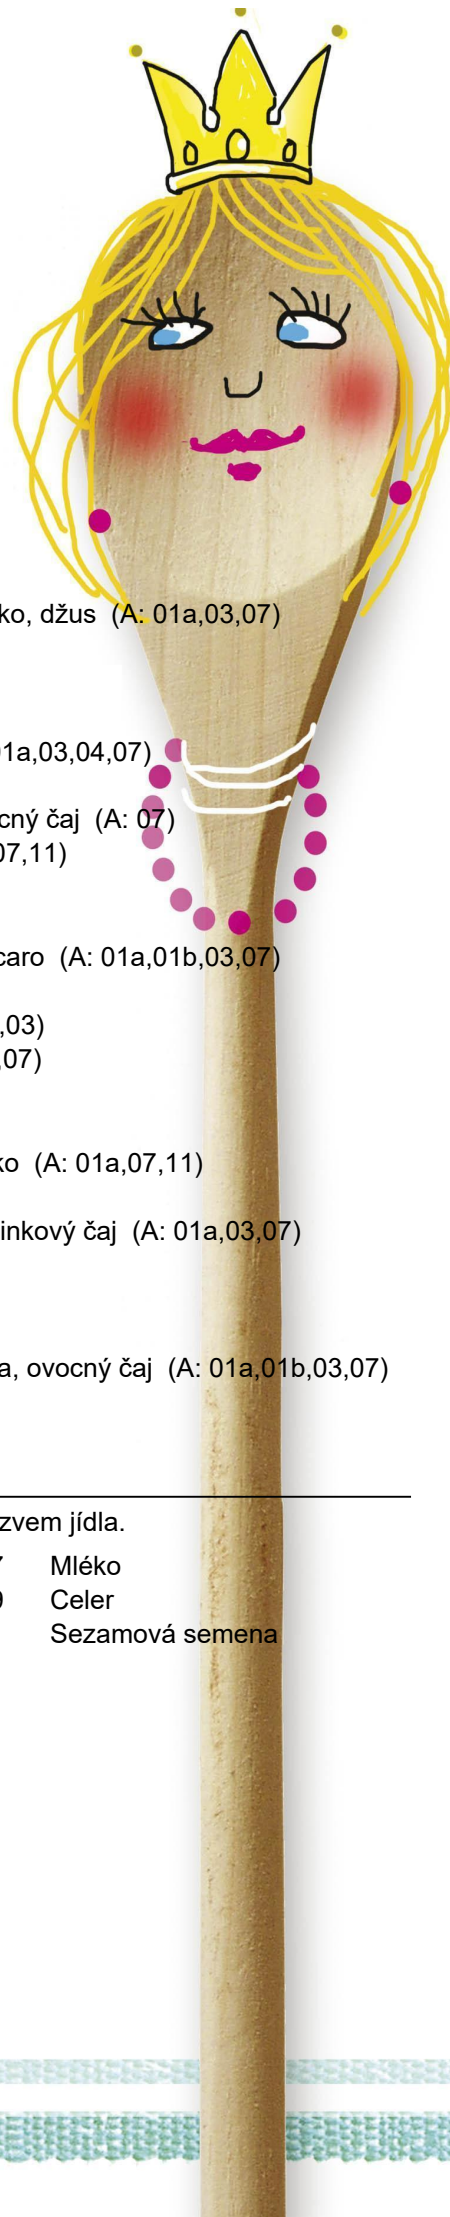 ko, džus (A: 01a,03,07)
01a,03,04,07)
cný čaj (A: 07)
07,11)
caro (A: 01a,01b,03,07)
,03)
,07)
ko (A: 01a,07,11)
inkový čaj (A: 01a,03,07)
a, ovocný čaj (A: 01a,01b,03,07)
zvem jídla.
7 Mléko
9 Celer
Sezamová semena